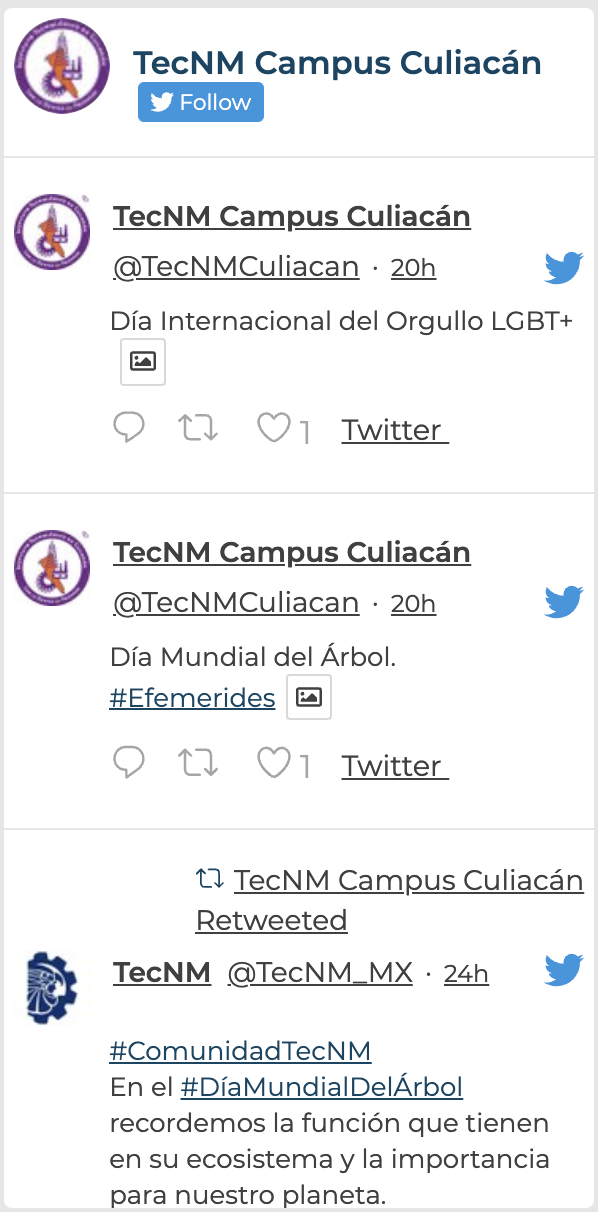 TecNM Campus Culiacán
Follow
TecNM Campus Culiacán
@TecNMCuliacan · 20h
Día Internacional del Orgullo LGBT+
1 Twitter
TecNM Campus Culiacán
@TecNMCuliacan · 20h
Día Mundial del Árbol.
#Efemerides
1 Twitter
TecNM Campus Culiacán
Retweeted
TecNM @TecNM_MX · 24h
#ComunidadTecNM
En el #DíaMundialDelÁrbol
recordemos la función que tienen
en su ecosistema y la importancia
para nuestro planeta.